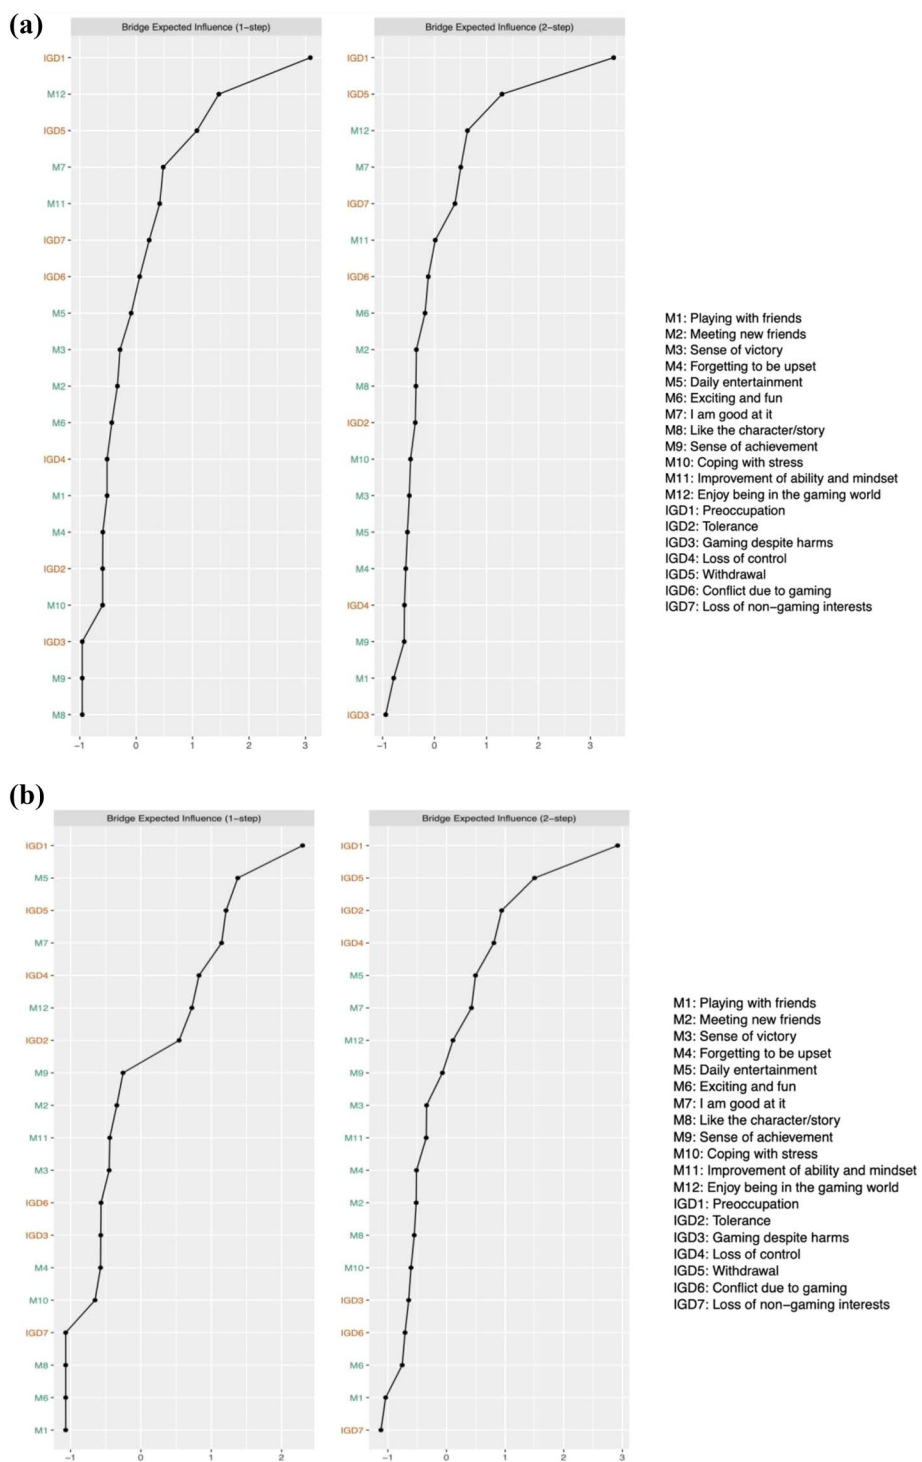 (a)
Bridge Expected Influence (1−step)
IGD1
M12
IGD5
M7
M11
IGD7
IGD6
M5
M3
M2
M6
IGD4
M1
M4
IGD2
M10
IGD3
M9
M8
−1 0 1 2 3
Bridge Expected Influence (2−step)
IGD1
IGD5
M12
M7
IGD7
M11
IGD6
M6
M2
M8
IGD2
M10
M3
M5
M4
IGD4
M9
M1
IGD3
−1 0 1 2 3
M1: Playing with friends
M2: Meeting new friends
M3: Sense of victory
M4: Forgetting to be upset
M5: Daily entertainment
M6: Exciting and fun
M7: I am good at it
M8: Like the character/story
M9: Sense of achievement
M10: Coping with stress
M11: Improvement of ability and mindset
M12: Enjoy being in the gaming world
IGD1: Preoccupation
IGD2: Tolerance
IGD3: Gaming despite harms
IGD4: Loss of control
IGD5: Withdrawal
IGD6: Conflict due to gaming
IGD7: Loss of non−gaming interests
(b)
Bridge Expected Influence (1−step)
IGD1
M5
IGD5
M7
IGD4
M12
IGD2
M9
M2
M11
M3
IGD6
IGD3
M4
M10
IGD7
M8
M6
M1
−1 0 1 2
Bridge Expected Influence (2−step)
IGD1
IGD5
IGD2
IGD4
M5
M7
M12
M9
M3
M11
M4
M2
M8
M10
IGD3
IGD6
M6
M1
IGD7
−1 0 1 2 3
M1: Playing with friends
M2: Meeting new friends
M3: Sense of victory
M4: Forgetting to be upset
M5: Daily entertainment
M6: Exciting and fun
M7: I am good at it
M8: Like the character/story
M9: Sense of achievement
M10: Coping with stress
M11: Improvement of ability and mindset
M12: Enjoy being in the gaming world
IGD1: Preoccupation
IGD2: Tolerance
IGD3: Gaming despite harms
IGD4: Loss of control
IGD5: Withdrawal
IGD6: Conflict due to gaming
IGD7: Loss of non−gaming interests